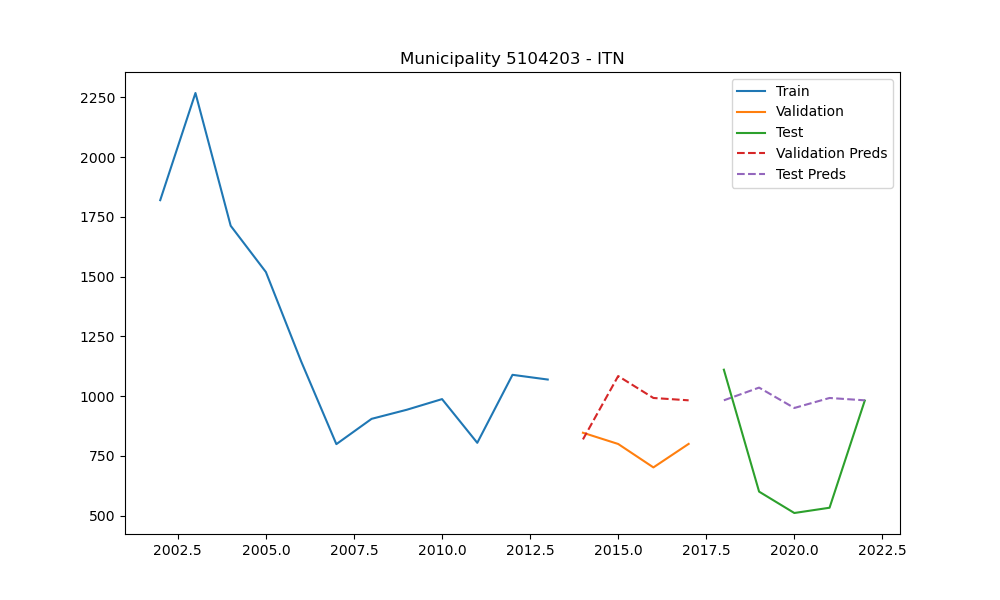 Municipality 5104203 - ITN
Train
Validation
Test
Validation Preds
Test Preds
2250
2000
1750
1500
1250
1000
750
500
2002.5 2005.0 2007.5 2010.0 2012.5 2015.0 2017.5 2020.0 2022.5